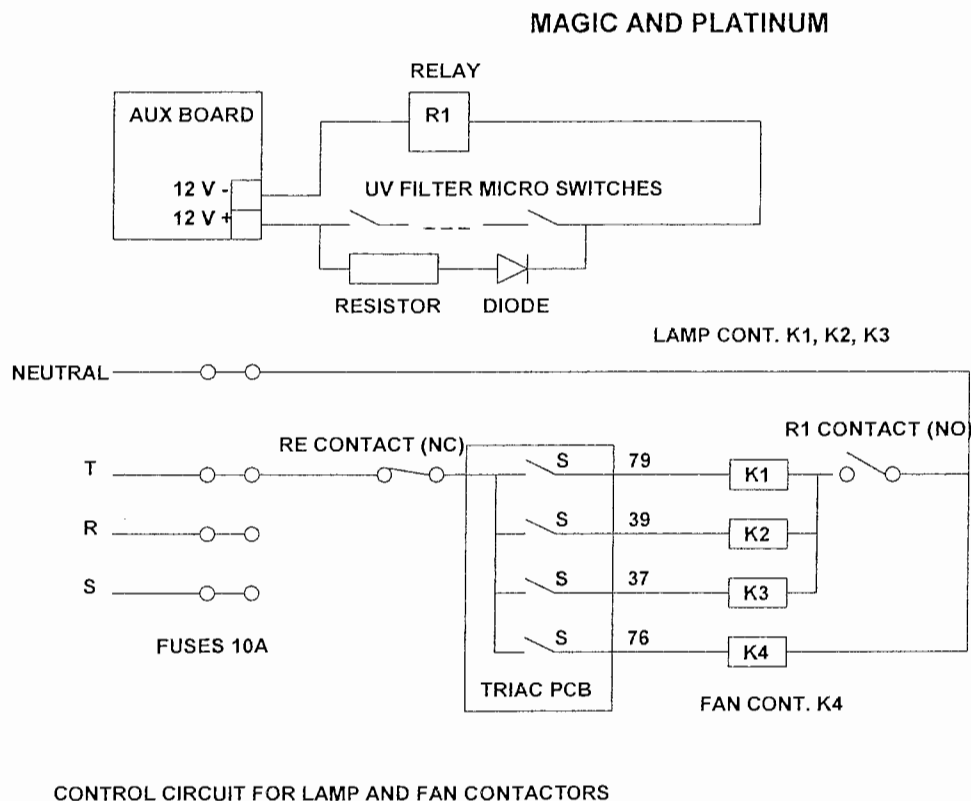 MAGIC AND PLATINUM
RELAY
AUX BOARD
R1
12 V -
UV FILTER MICRO SWITCHES
12 V +
RESISTOR
DIODE
LAMP CONT. K1, K2, K3
NEUTRAL
R1 CONTACT (NO)
RE CONTACT (NC)
T
S
79
K1
R
S
39
K2
S
S
37
K3
FUSES 10A
S
76
K4
TRIAC PCB
FAN CONT. K4
CONTROL CIRCUIT FOR LAMP AND FAN CONTACTORS